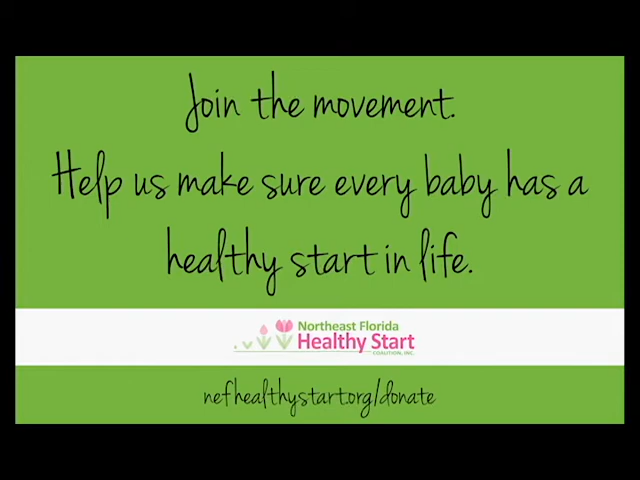 Join the movement.
Help us make sure every baby has a
healthy start in life.
Northeast Florida
Healthy Start
COALITION, INC.
nefhealthystart.org/donate